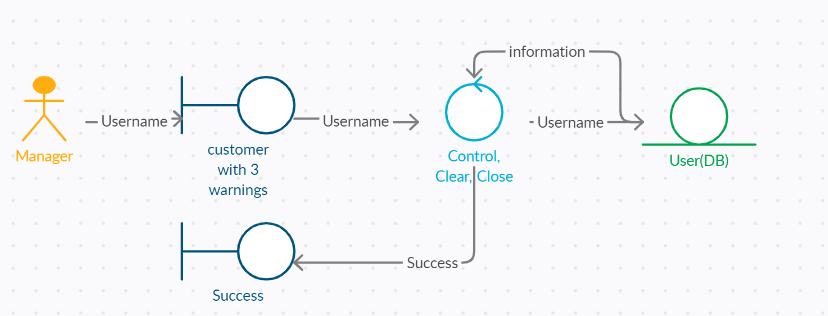 information
Username
Username
Username
Manager
customer
with 3
warnings
Control,
Clear, Close
User(DB)
Success
Success